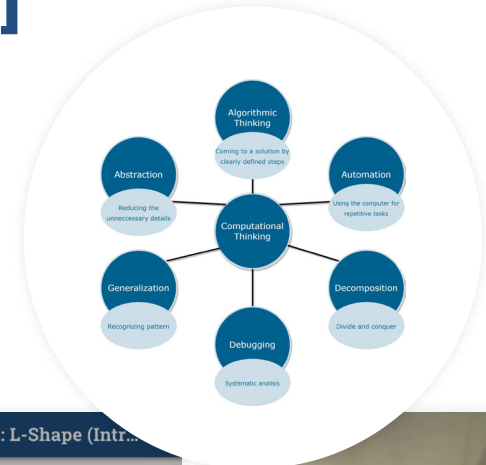 Algorithmic
Thinking
Coming to a solution by
clearly defined steps
Abstraction
Reducing the
unneccessary details
Automation
Using the computer for
repetitive tasks
Computational
Thinking
Generalization
Recognizing pattern
Decomposition
Divide and conquer
Debugging
Systematic analisis
: L-Shape (Intr...